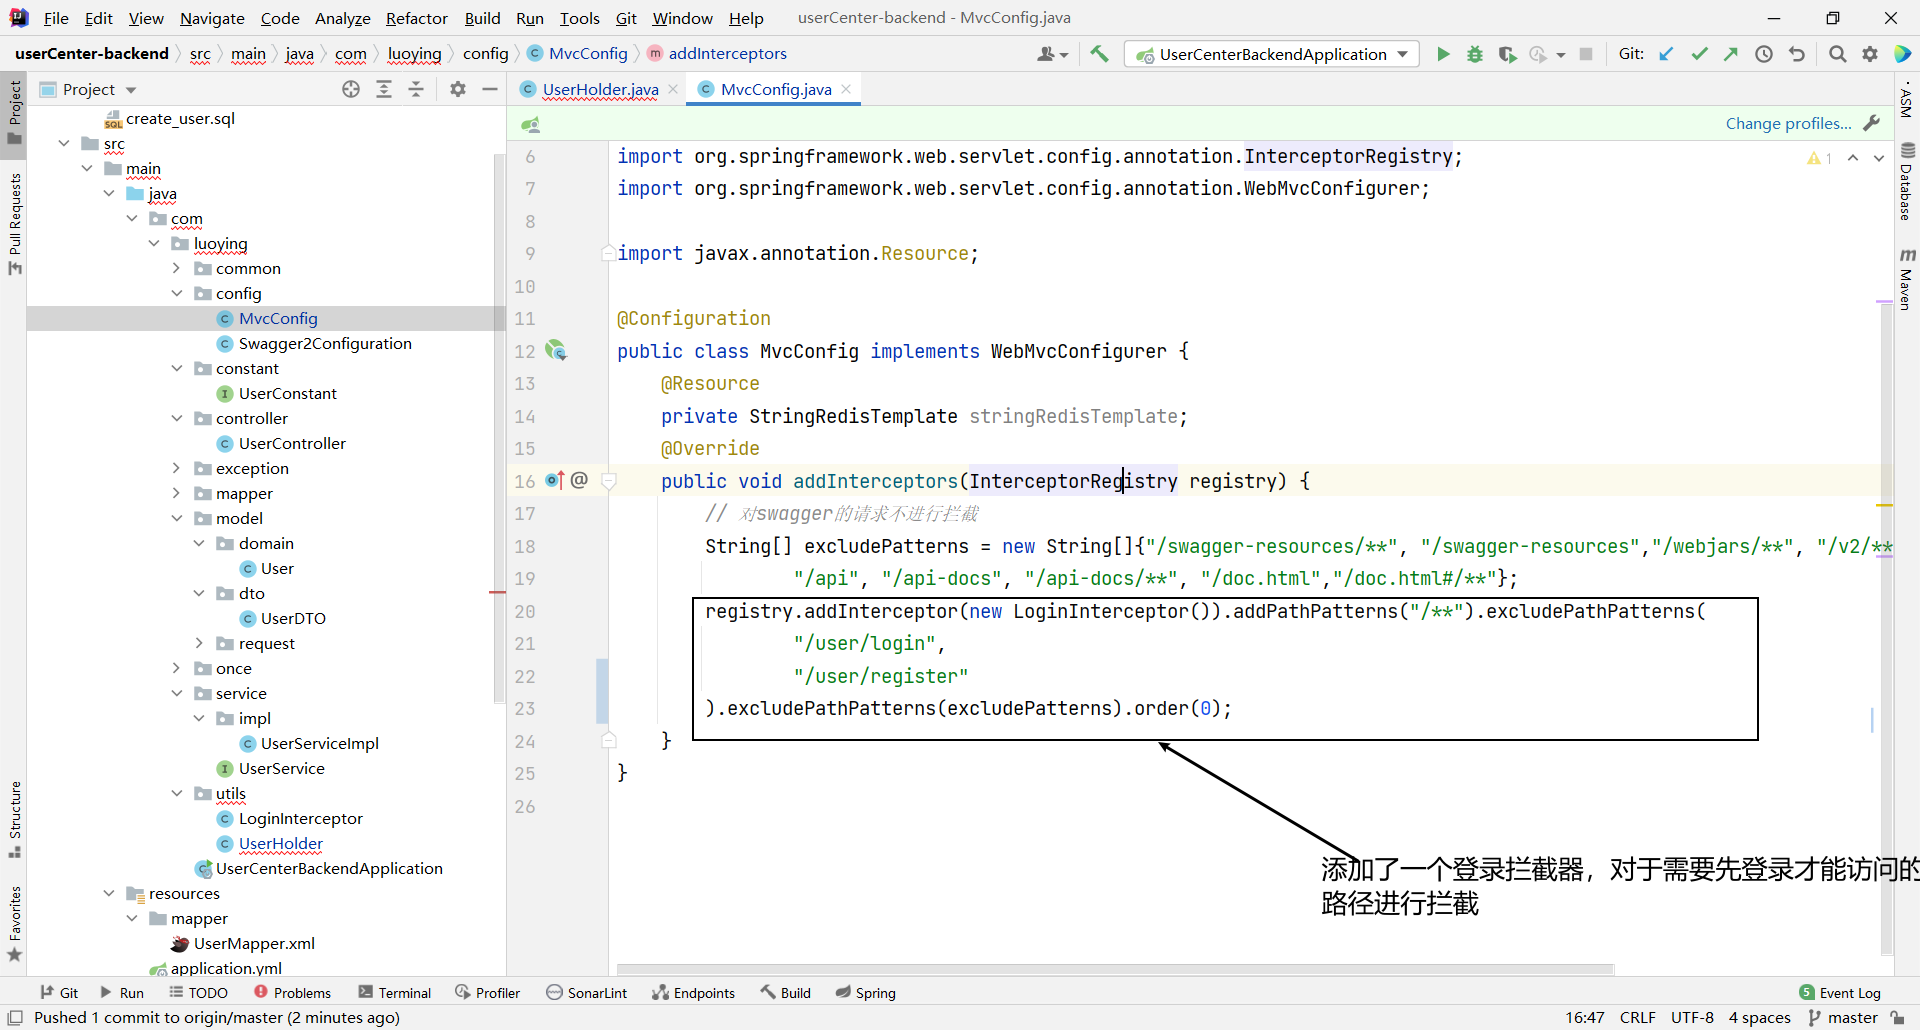 File Edit View Navigate Code Analyze Refactor Build Run Tools Git Window Help userCenter-backend - MvcConfig.java
userCenter-backend src main java com luoying config MvcConfig addInterceptors UserCenterBackendApplication Git:
Project
UserHolder.java MvcConfig.java
Change profiles...
Project
Pull Requests
Structure
Favorites
create_user.sql
src
main
java
com
luoying
common
config
MvcConfig
Swagger2Configuration
constant
UserConstant
controller
UserController
exception
mapper
model
domain
User
dto
UserDTO
request
once
service
impl
UserServiceImpl
UserService
utils
LoginInterceptor
UserHolder
UserCenterBackendApplication
resources
mapper
UserMapper.xml
application.yml
6 import org.springframework.web.servlet.config.annotation.InterceptorRegistry;
1
7 import org.springframework.web.servlet.config.annotation.WebMvcConfigurer;
8
9 import javax.annotation.Resource;
10
11 @Configuration
12 public class MvcConfig implements WebMvcConfigurer {
13 @Resource
14 private StringRedisTemplate stringRedisTemplate;
15 @Override
16 public void addInterceptors(InterceptorRegistry registry) {
17 // 对swagger的请求不进行拦截
18 String[] excludePatterns = new String[]{"/swagger-resources/**", "/swagger-resources","/webjars/**", "/v2/**
19 "/api", "/api-docs", "/api-docs/**", "/doc.html","/doc.html#/**"};
20 registry.addInterceptor(new LoginInterceptor()).addPathPatterns("/**").excludePathPatterns(
21 "/user/login",
22 "/user/register"
23 ).excludePathPatterns(excludePatterns).order(0);
24 }
25 }
26
添加了一个登录拦截器，对于需要先登录才能访问的
路径进行拦截
ASM
Database
m Maven
Git Run TODO Problems Terminal Profiler SonarLint Endpoints Build Spring 5 Event Log
Pushed 1 commit to origin/master (2 minutes ago) 16:47 CRLF UTF-8 4 spaces master